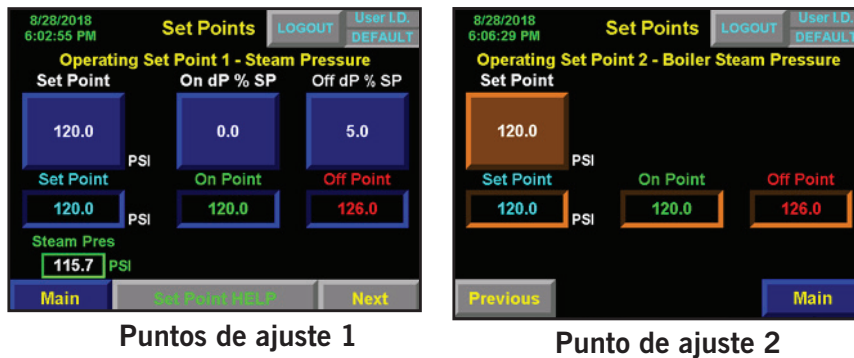 8/28/2018
6:02:55 PM
Set Points
LOGOUT
User I.D.
DEFAULT
Operating Set Point 1 - Steam Pressure
Set Point On dP % SP Off dP % SP
120.0 PSI 0.0 5.0
Set Point On Point Off Point
120.0 PSI 120.0 126.0
Steam Pres
115.7 PSI
Main Set Point HELP Next
Puntos de ajuste 1
8/28/2018
6:06:29 PM
Set Points
LOGOUT
User I.D.
DEFAULT
Operating Set Point 2 - Boiler Steam Pressure
Set Point
120.0 PSI
Set Point On Point Off Point
120.0 PSI 120.0 126.0
Previous Main
Punto de ajuste 2